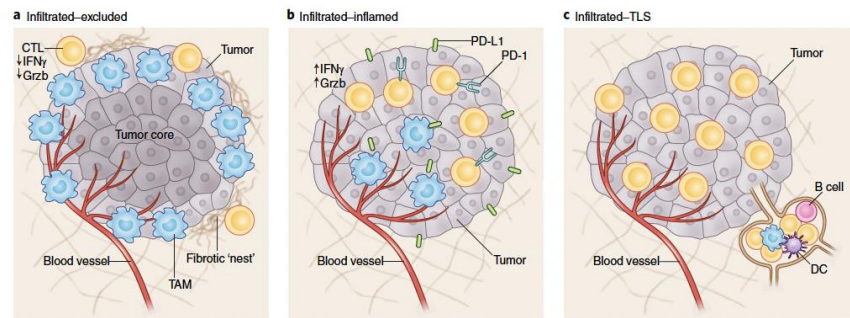 a Infiltrated–excluded
CTL
↓IFNγ
↓Grzb
Tumor
Tumor core
Blood vessel
TAM
Fibrotic ‘nest’
b Infiltrated–inflamed
PD-L1
PD-1
↑IFNγ
↑Grzb
Blood vessel
Tumor
c Infiltrated–TLS
Tumor
B cell
Blood vessel
DC